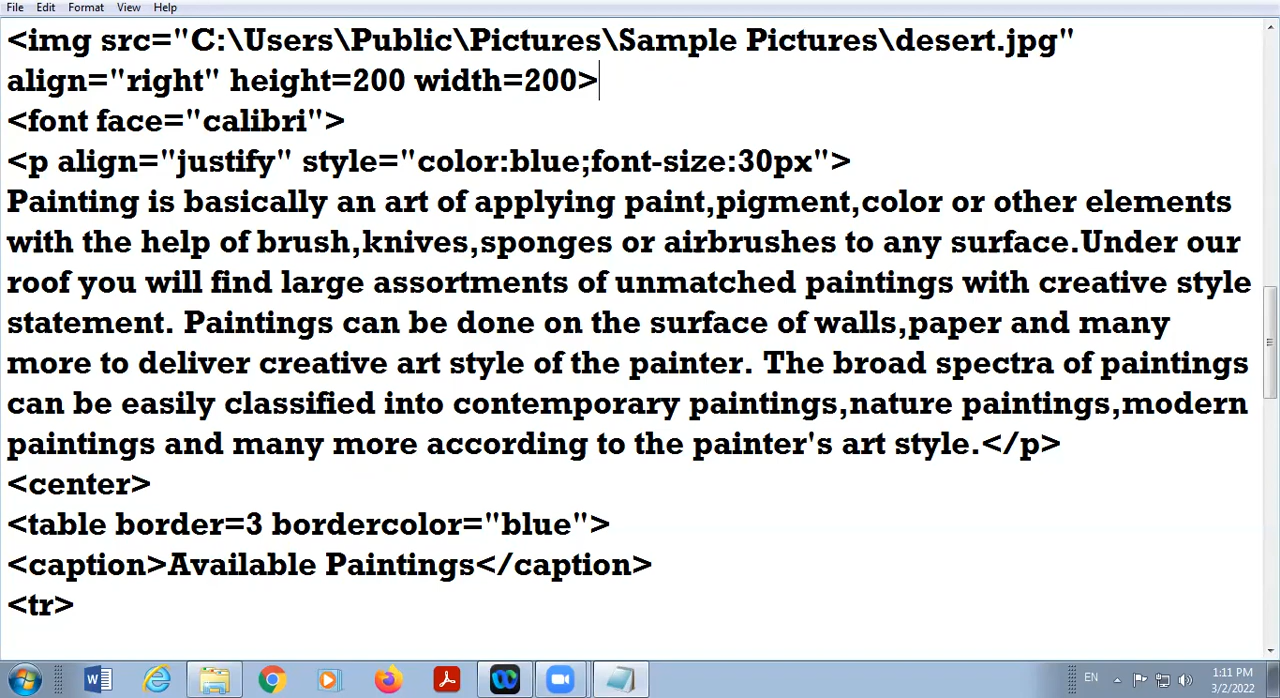 File Edit Format View Help
<img src="C:\Users\Public\Pictures\Sample Pictures\desert.jpg"
align="right" height=200 width=200>
<font face="calibri">
<p align="justify" style="color:blue;font-size:30px">
Painting is basically an art of applying paint,pigment,color or other elements
with the help of brush,knives,sponges or airbrushes to any surface.Under our
roof you will find large assortments of unmatched paintings with creative style
statement. Paintings can be done on the surface of walls,paper and many
more to deliver creative art style of the painter. The broad spectra of paintings
can be easily classified into contemporary paintings,nature paintings,modern
paintings and many more according to the painter's art style.</p>
<center>
<table border=3 bordercolor="blue">
<caption>Available Paintings</caption>
<tr>
EN
1:11 PM
3/2/2022